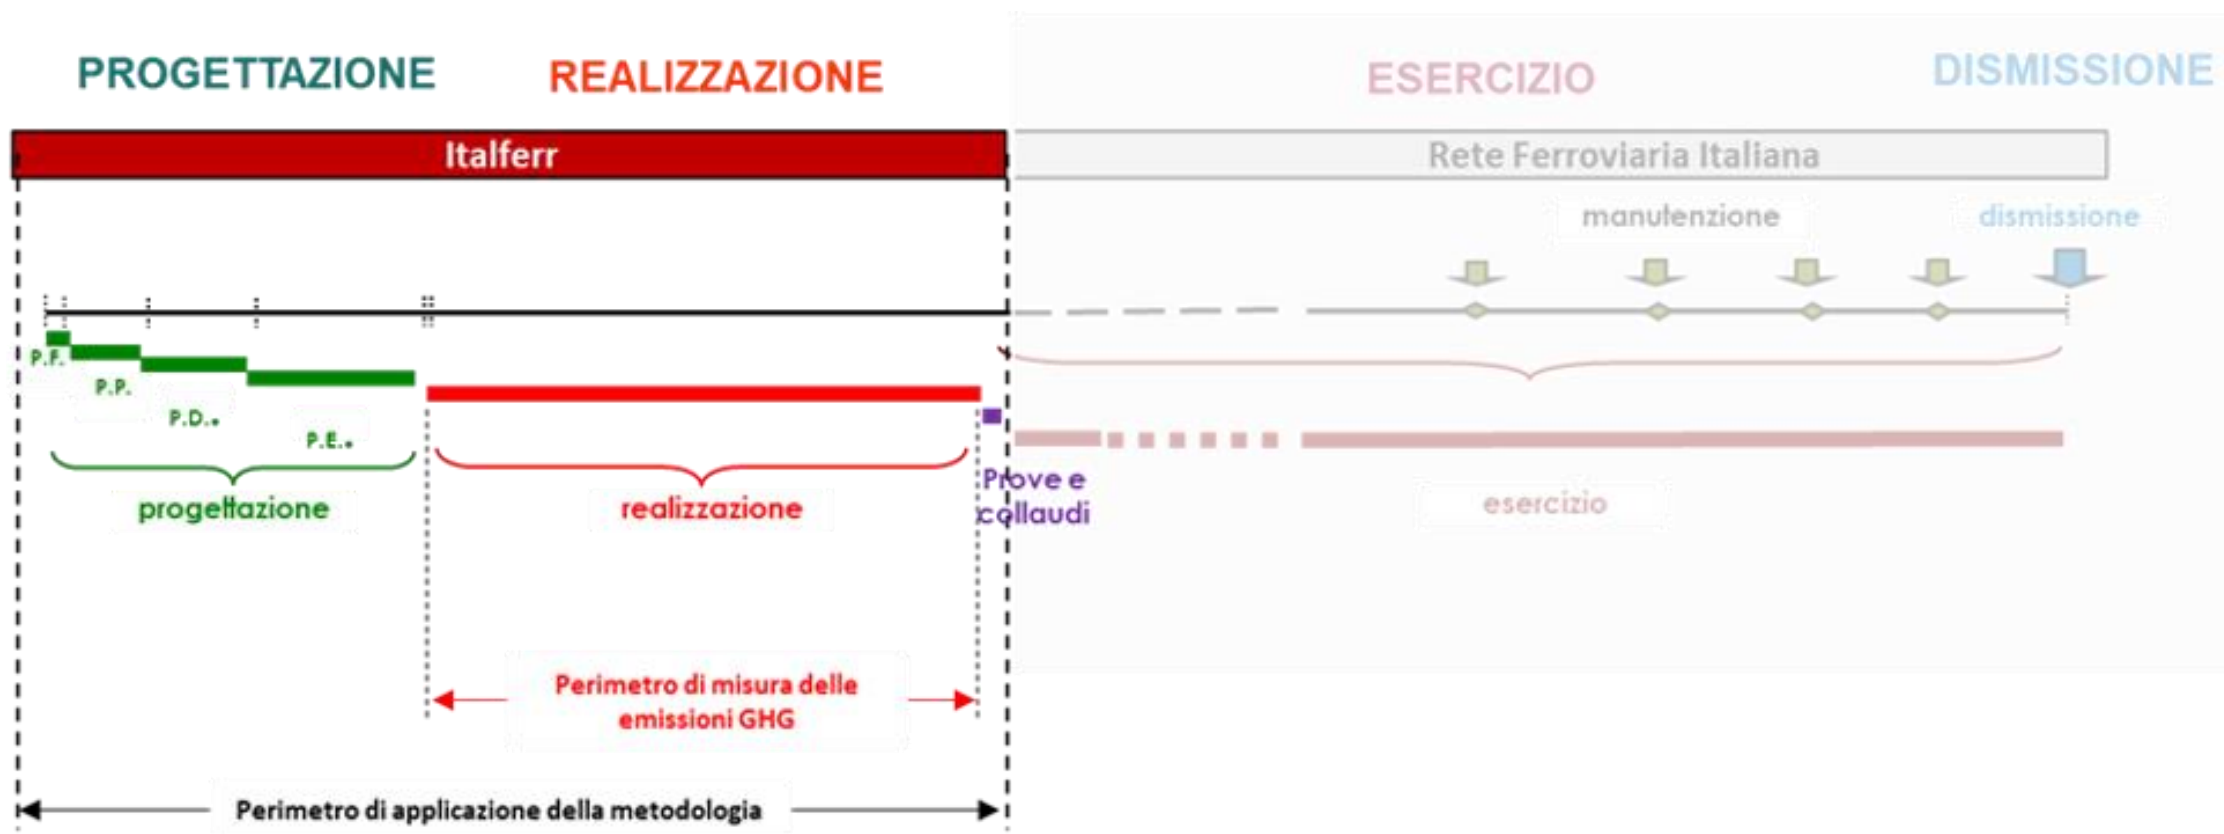 PROGETTAZIONE
REALIZZAZIONE
ESERCIZIO
DISMISSIONE
Italferr
Rete Ferroviaria Italiana
manutenzione
dismissione
P.F.
P.P.
P.D..
P.E..
progettazione
realizzazione
Prove e
collaudi
esercizio
Perimetro di misura delle
emissioni GHG
Perimetro di applicazione della metodologia